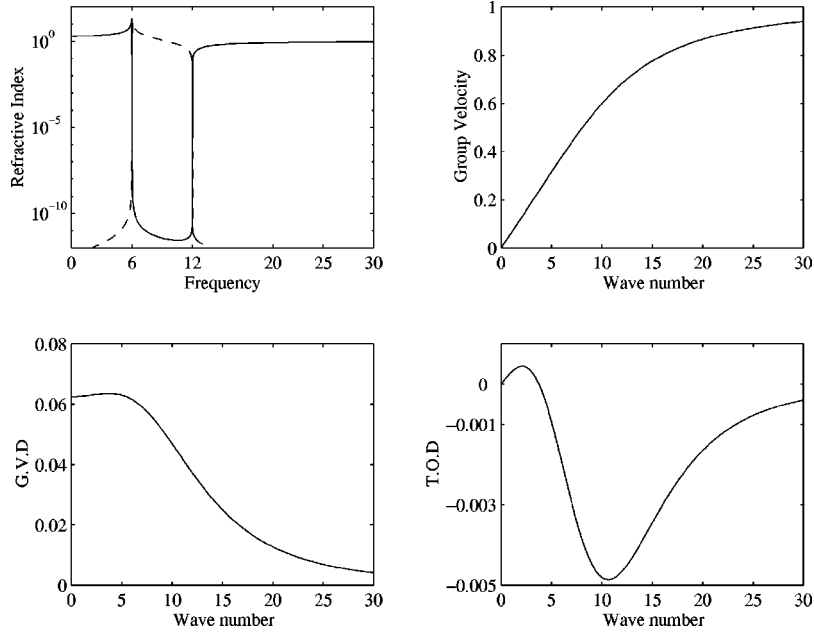 10^0
10^-5
10^-10
Refractive Index
0 6 12 20 25 30
Frequency
1
0.8
0.6
0.4
0.2
0
Group Velocity
0 5 10 15 20 25 30
Wave number
0.08
0.06
0.04
0.02
0
G.V.D
0 5 10 15 20 25 30
Wave number
0
−0.001
−0.003
−0.005
T.O.D
0 5 10 15 20 25 30
Wave number